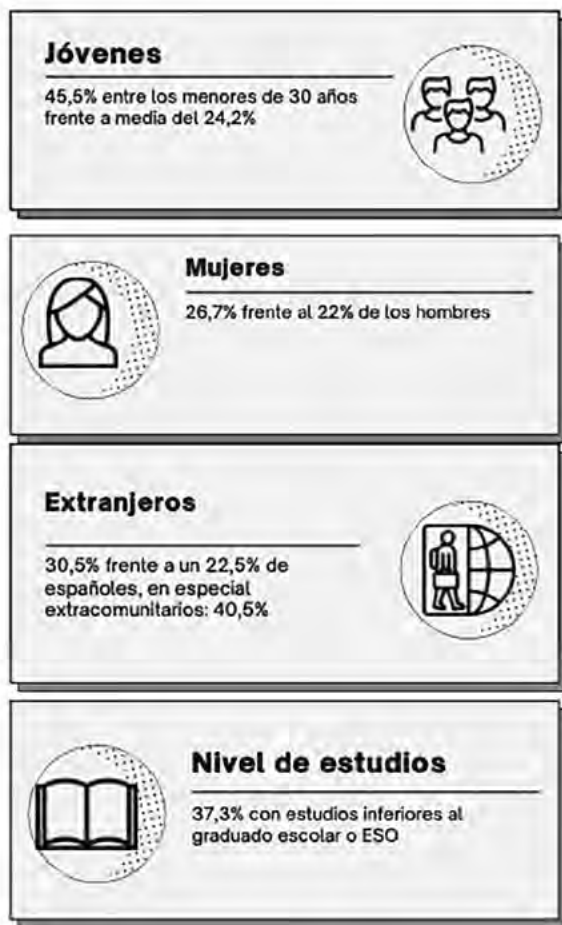 Jóvenes
45,5% entre los menores de 30 años
frente a media del 24,2%
Mujeres
26,7% frente al 22% de los hombres
Extranjeros
30,5% frente a un 22,5% de
españoles, en especial
extracomunitarios: 40,5%
Nivel de estudios
37,3% con estudios inferiores al
graduado escolar o ESO